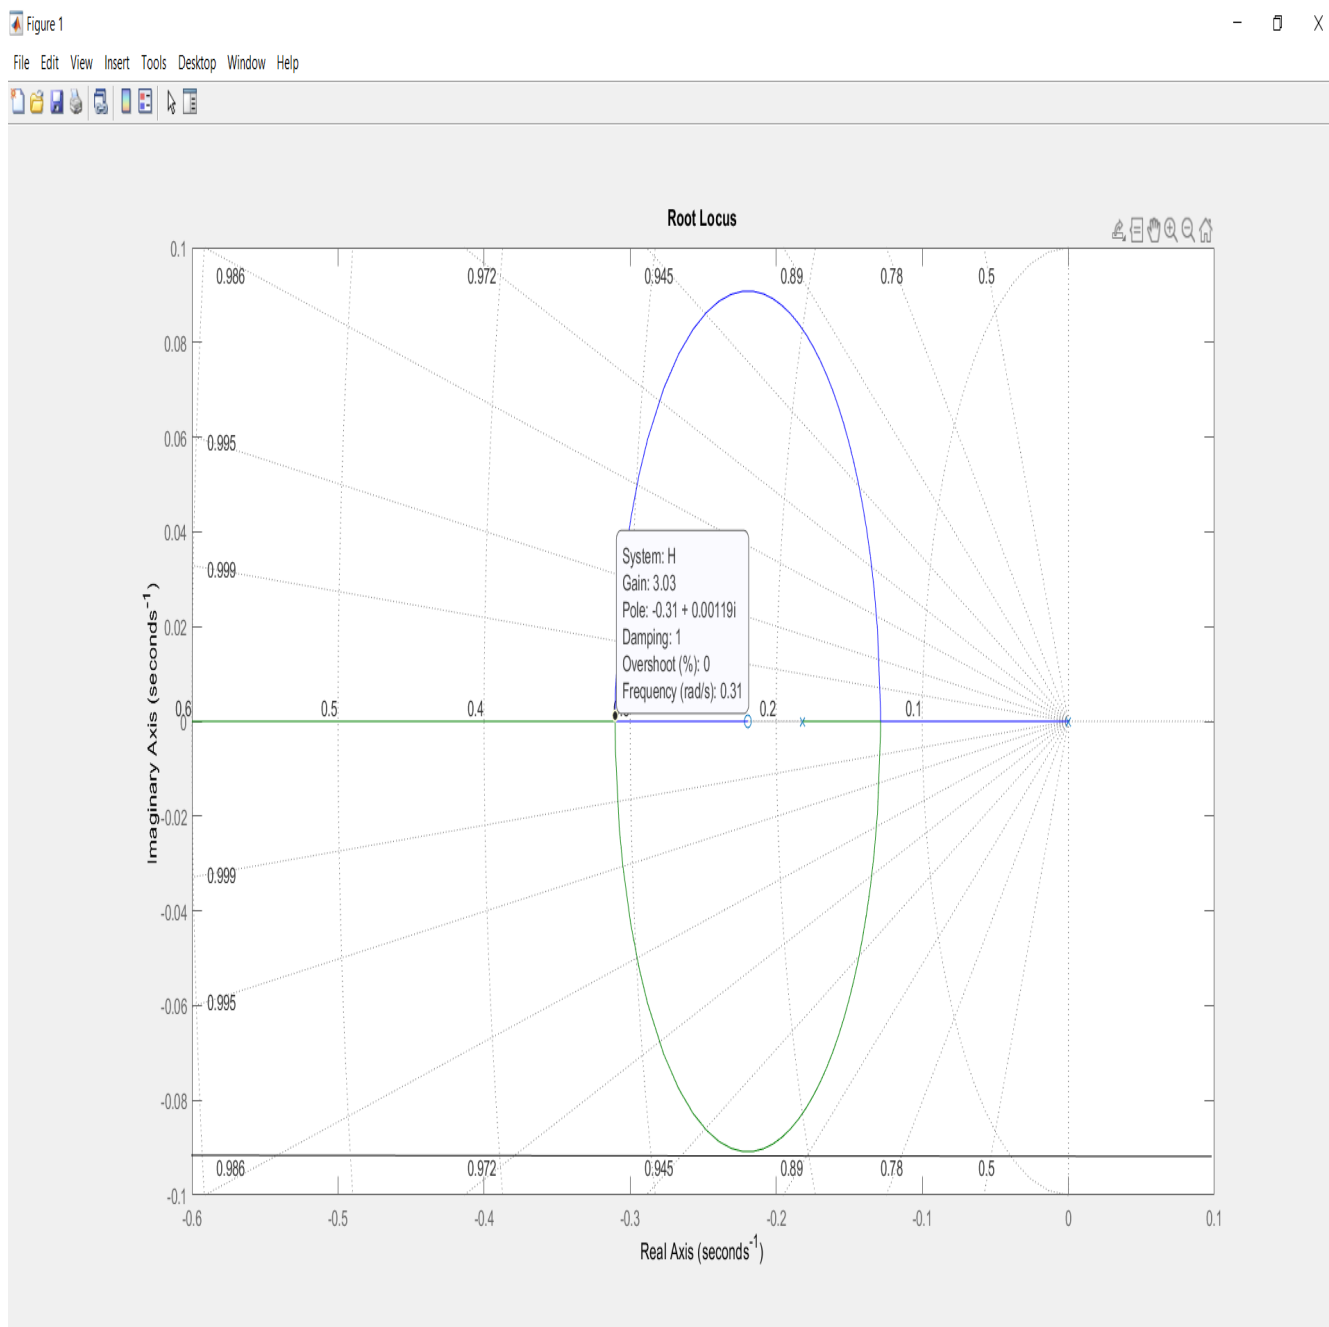 Figure 1
File Edit View Insert Tools Desktop Window Help
Root Locus
0.1
0.986 0.972 0.945 0.89 0.78 0.5
0.08
0.06
0.995
0.04
0.999
0.02
System: H
Gain: 3.03
Pole: -0.31 + 0.00119i
Damping: 1
Overshoot (%): 0
Frequency (rad/s): 0.31
0.6 0.5 0.4 0.2 0.1
0
Imaginary Axis (seconds⁻¹)
-0.02
0.999
-0.04
0.995
-0.06
-0.08
0.986 0.972 0.945 0.89 0.78 0.5
-0.1
-0.6 -0.5 -0.4 -0.3 -0.2 -0.1 0 0.1
Real Axis (seconds⁻¹)